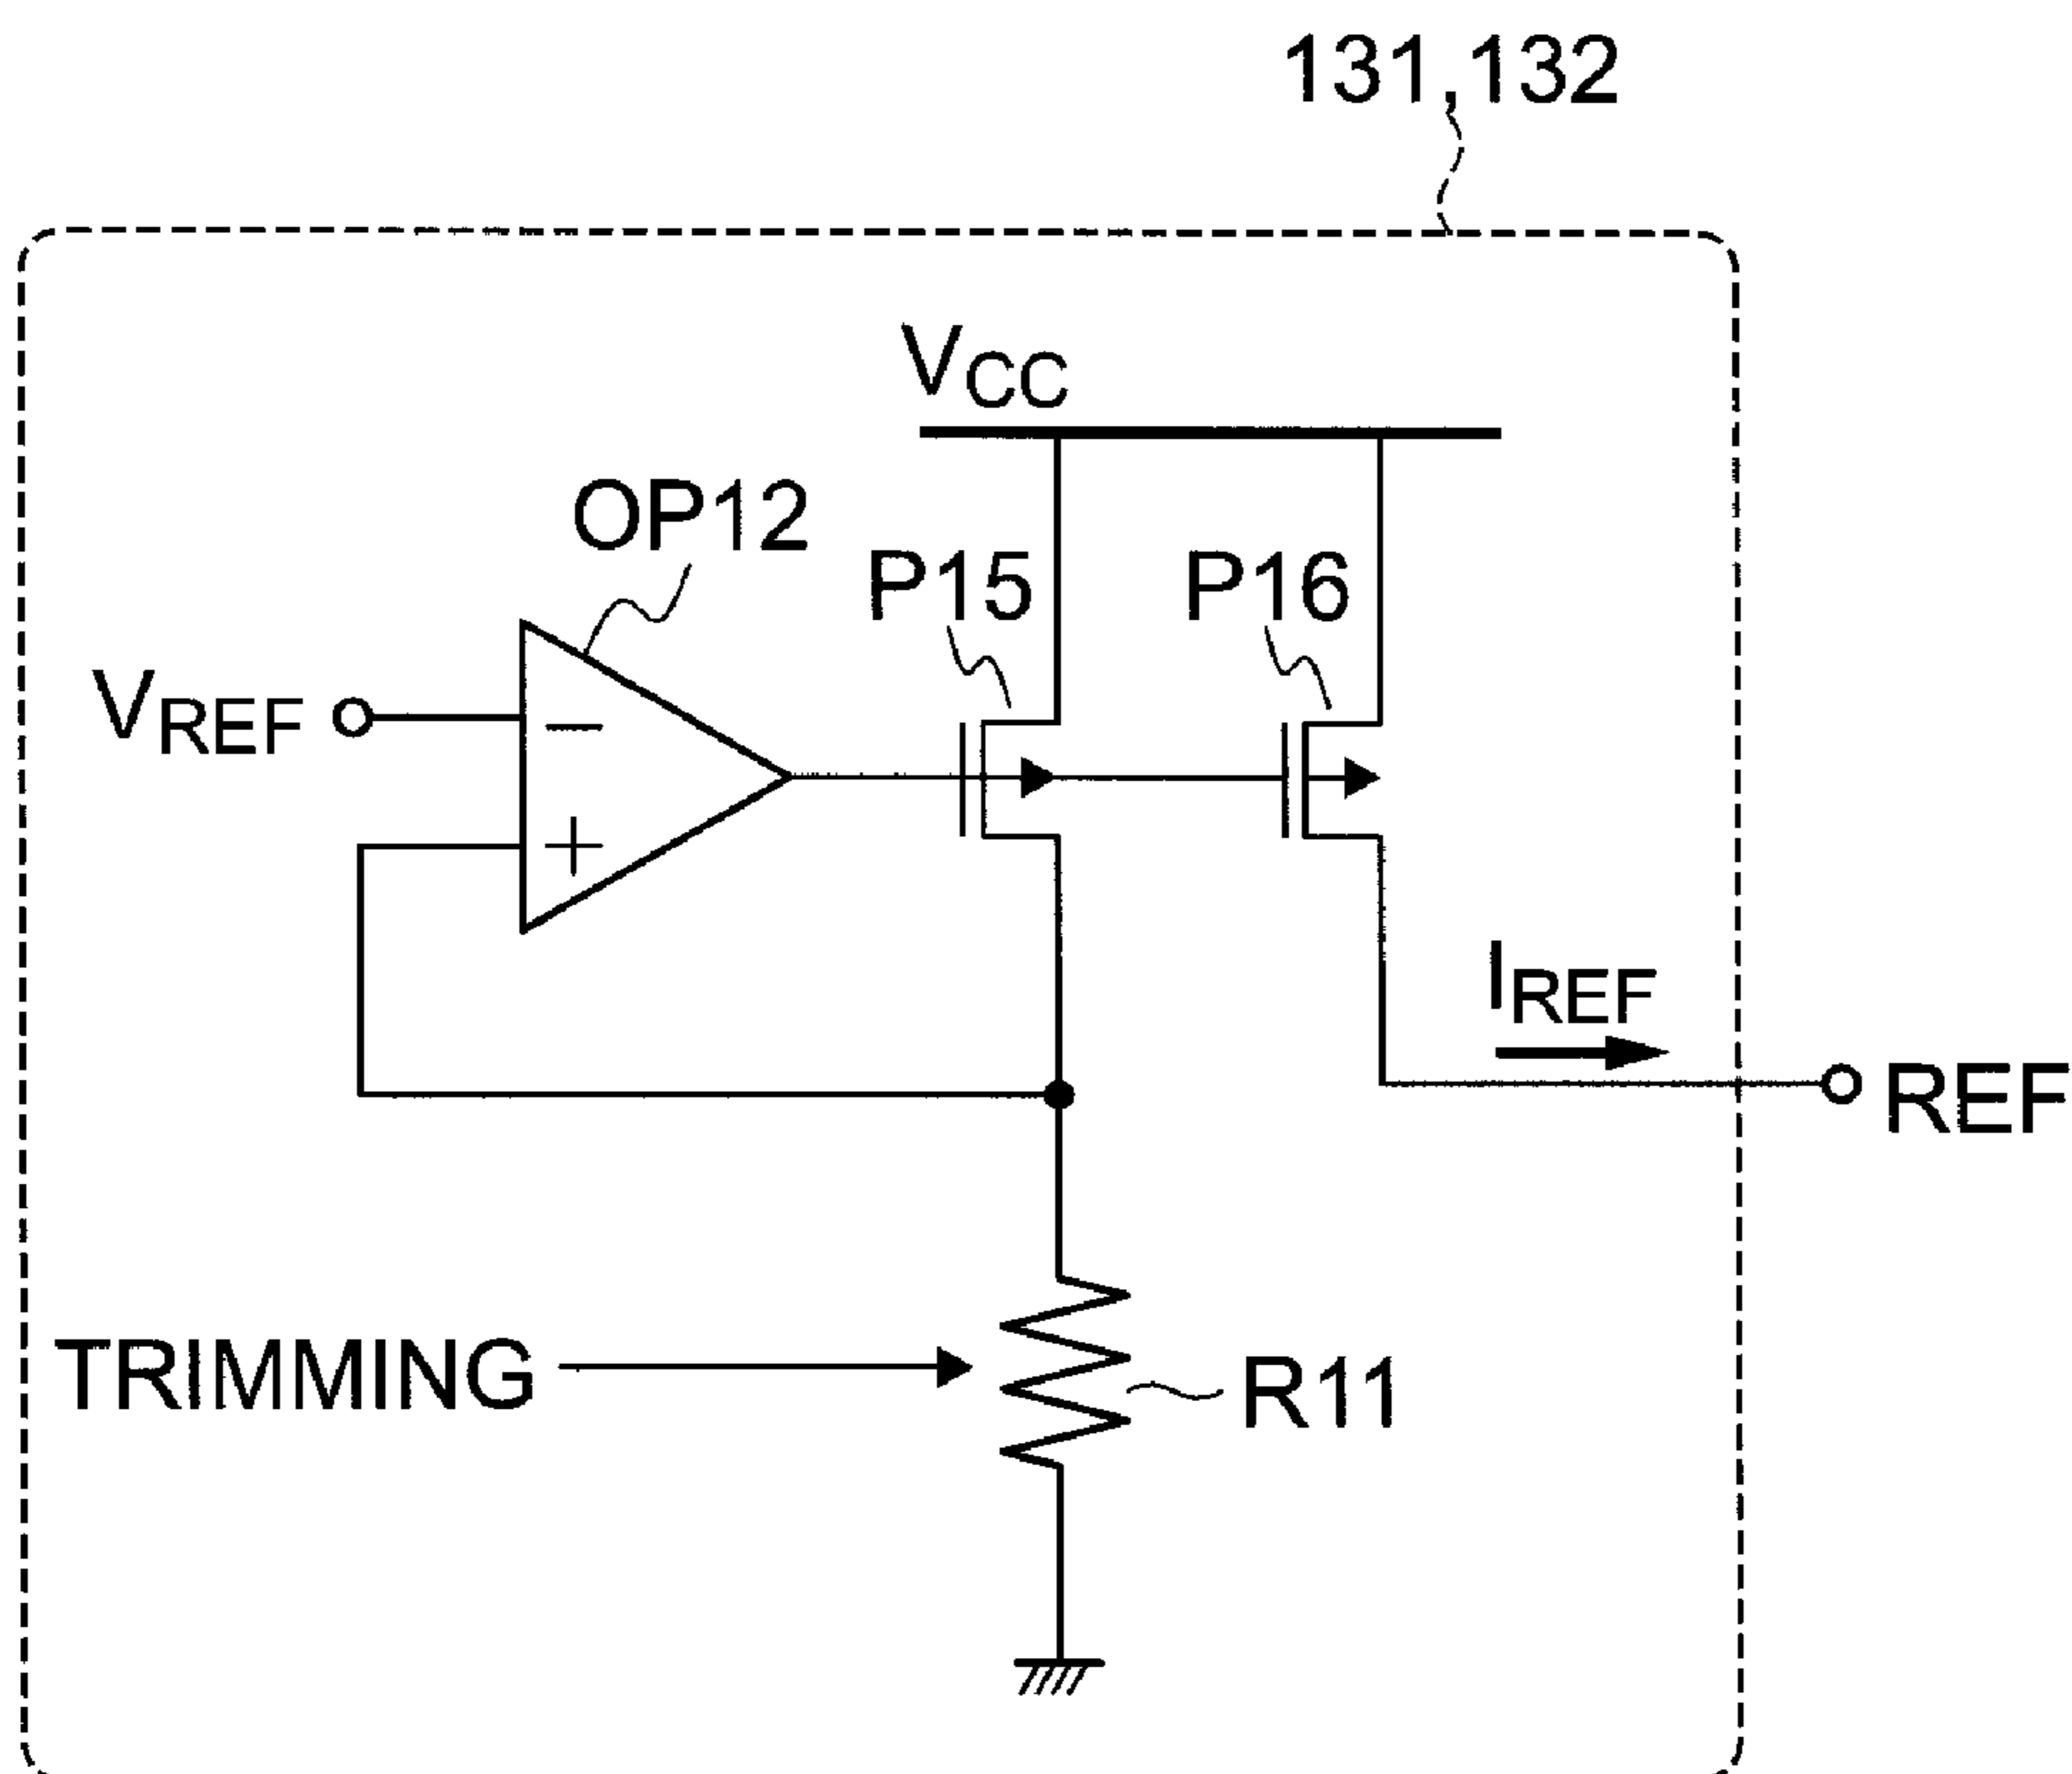 131,132
VCC
OP12
P15
P16
VREF
−
+
IREF
REF
TRIMMING
R11